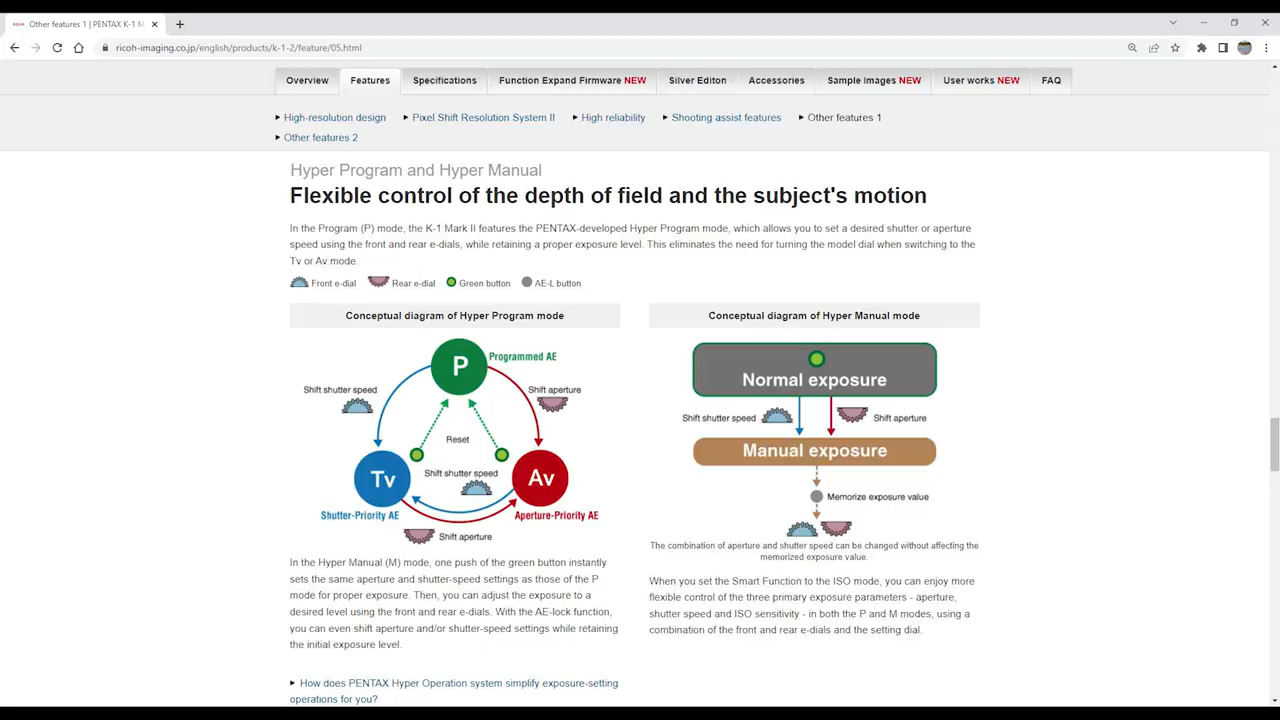 Other features 1 | PENTAX K-1 M
ricoh-imaging.co.jp/english/products/k-1-2/feature/05.html
Overview
Features
Specifications
Function Expand Firmware NEW
Silver Editon
Accessories
Sample Images NEW
User works NEW
FAQ
High-resolution design
Pixel Shift Resolution System II
High reliability
Shooting assist features
Other features 1
Other features 2
Hyper Program and Hyper Manual
Flexible control of the depth of field and the subject's motion
In the Program (P) mode, the K-1 Mark II features the PENTAX-developed Hyper Program mode, which allows you to set a desired shutter or aperture
speed using the front and rear e-dials, while retaining a proper exposure level. This eliminates the need for turning the model dial when switching to the
Tv or Av mode.
Front e-dial
Rear e-dial
Green button
AE-L button
Conceptual diagram of Hyper Program mode
P
Programmed AE
Shift shutter speed
Shift aperture
Reset
Tv
Shift shutter speed
Av
Shutter-Priority AE
Aperture-Priority AE
Shift aperture
In the Hyper Manual (M) mode, one push of the green button instantly
sets the same aperture and shutter-speed settings as those of the P
mode for proper exposure. Then, you can adjust the exposure to a
desired level using the front and rear e-dials. With the AE-lock function,
you can even shift aperture and/or shutter-speed settings while retaining
the initial exposure level.
How does PENTAX Hyper Operation system simplify exposure-setting
operations for you?
Conceptual diagram of Hyper Manual mode
Normal exposure
Shift shutter speed
Shift aperture
Manual exposure
Memorize exposure value
The combination of aperture and shutter speed can be changed without affecting the
memorized exposure value.
When you set the Smart Function to the ISO mode, you can enjoy more
flexible control of the three primary exposure parameters - aperture,
shutter speed and ISO sensitivity - in both the P and M modes, using a
combination of the front and rear e-dials and the setting dial.